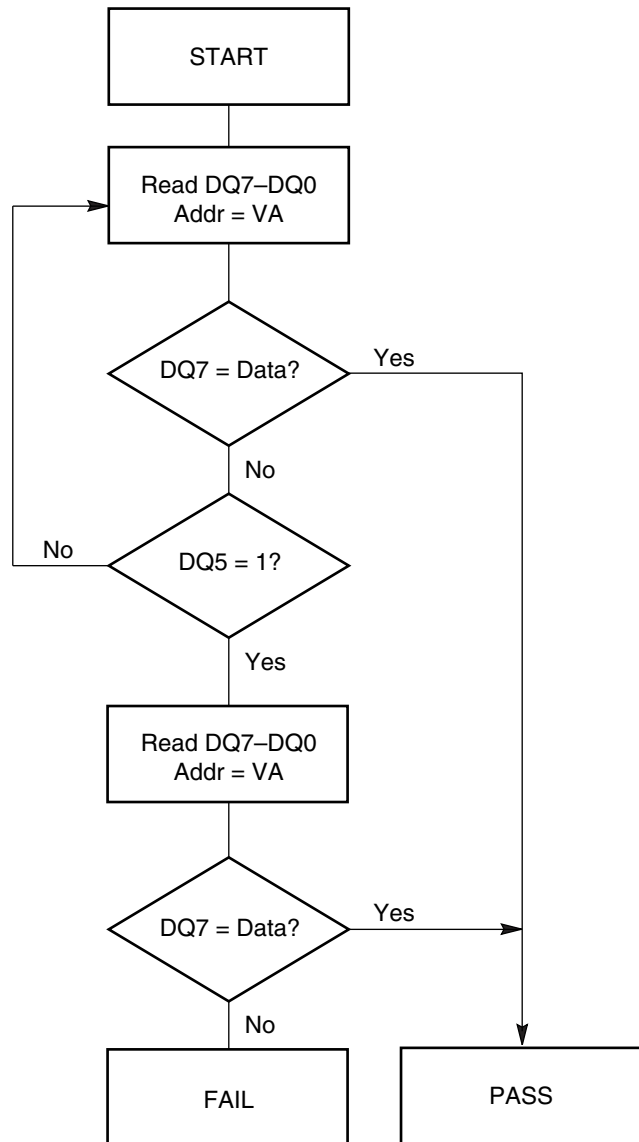 START
Read DQ7–DQ0
Addr = VA
DQ7 = Data?
Yes
No
No
DQ5 = 1?
Yes
Read DQ7–DQ0
Addr = VA
DQ7 = Data?
Yes
No
FAIL
PASS